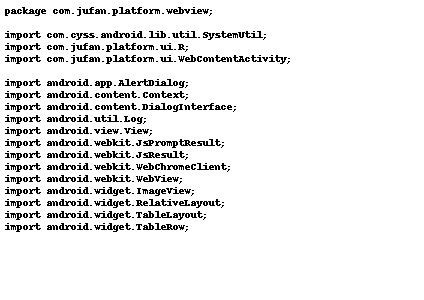 package com.jufan.platform.webview;
import com.cyss.android.lib.util.SystemUtil;
import com.jufan.platform.ui.R;
import com.jufan.platform.ui.WebContentActivity;
import android.app.AlertDialog;
import android.content.Context;
import android.content.DialogInterface;
import android.util.Log;
import android.view.View;
import android.webkit.JsPromptResult;
import android.webkit.JsResult;
import android.webkit.WebChromeClient;
import android.webkit.WebView;
import android.widget.ImageView;
import android.widget.RelativeLayout;
import android.widget.TableLayout;
import android.widget.TableRow;